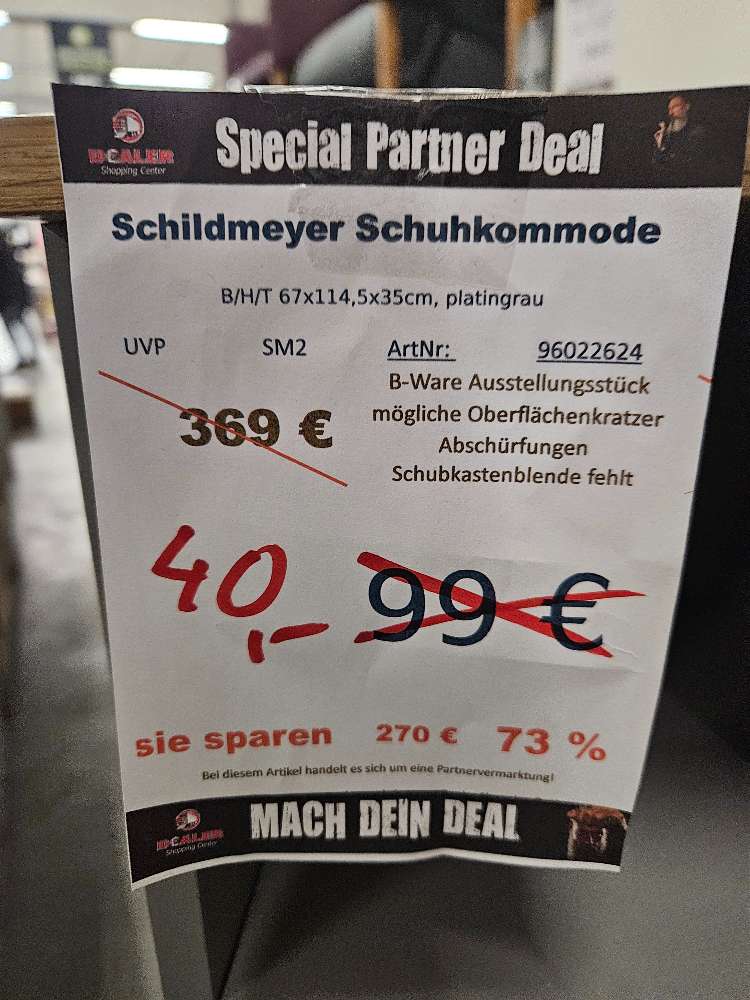 DEALER
Shopping Center
Special Partner Deal
Schildmeyer Schuhkommode
B/H/T 67x114,5x35cm, platingrau
UVP SM2 ArtNr: 96022624
B-Ware Ausstellungsstück
369 € mögliche Oberflächenkratzer
Abschürfungen
Schubkastenblende fehlt
40,- 99 €
sie sparen 270 € 73 %
Bei diesem Artikel handelt es sich um eine Partnervermarktung!
DEALER
Shopping Center
MACH DEIN DEAL